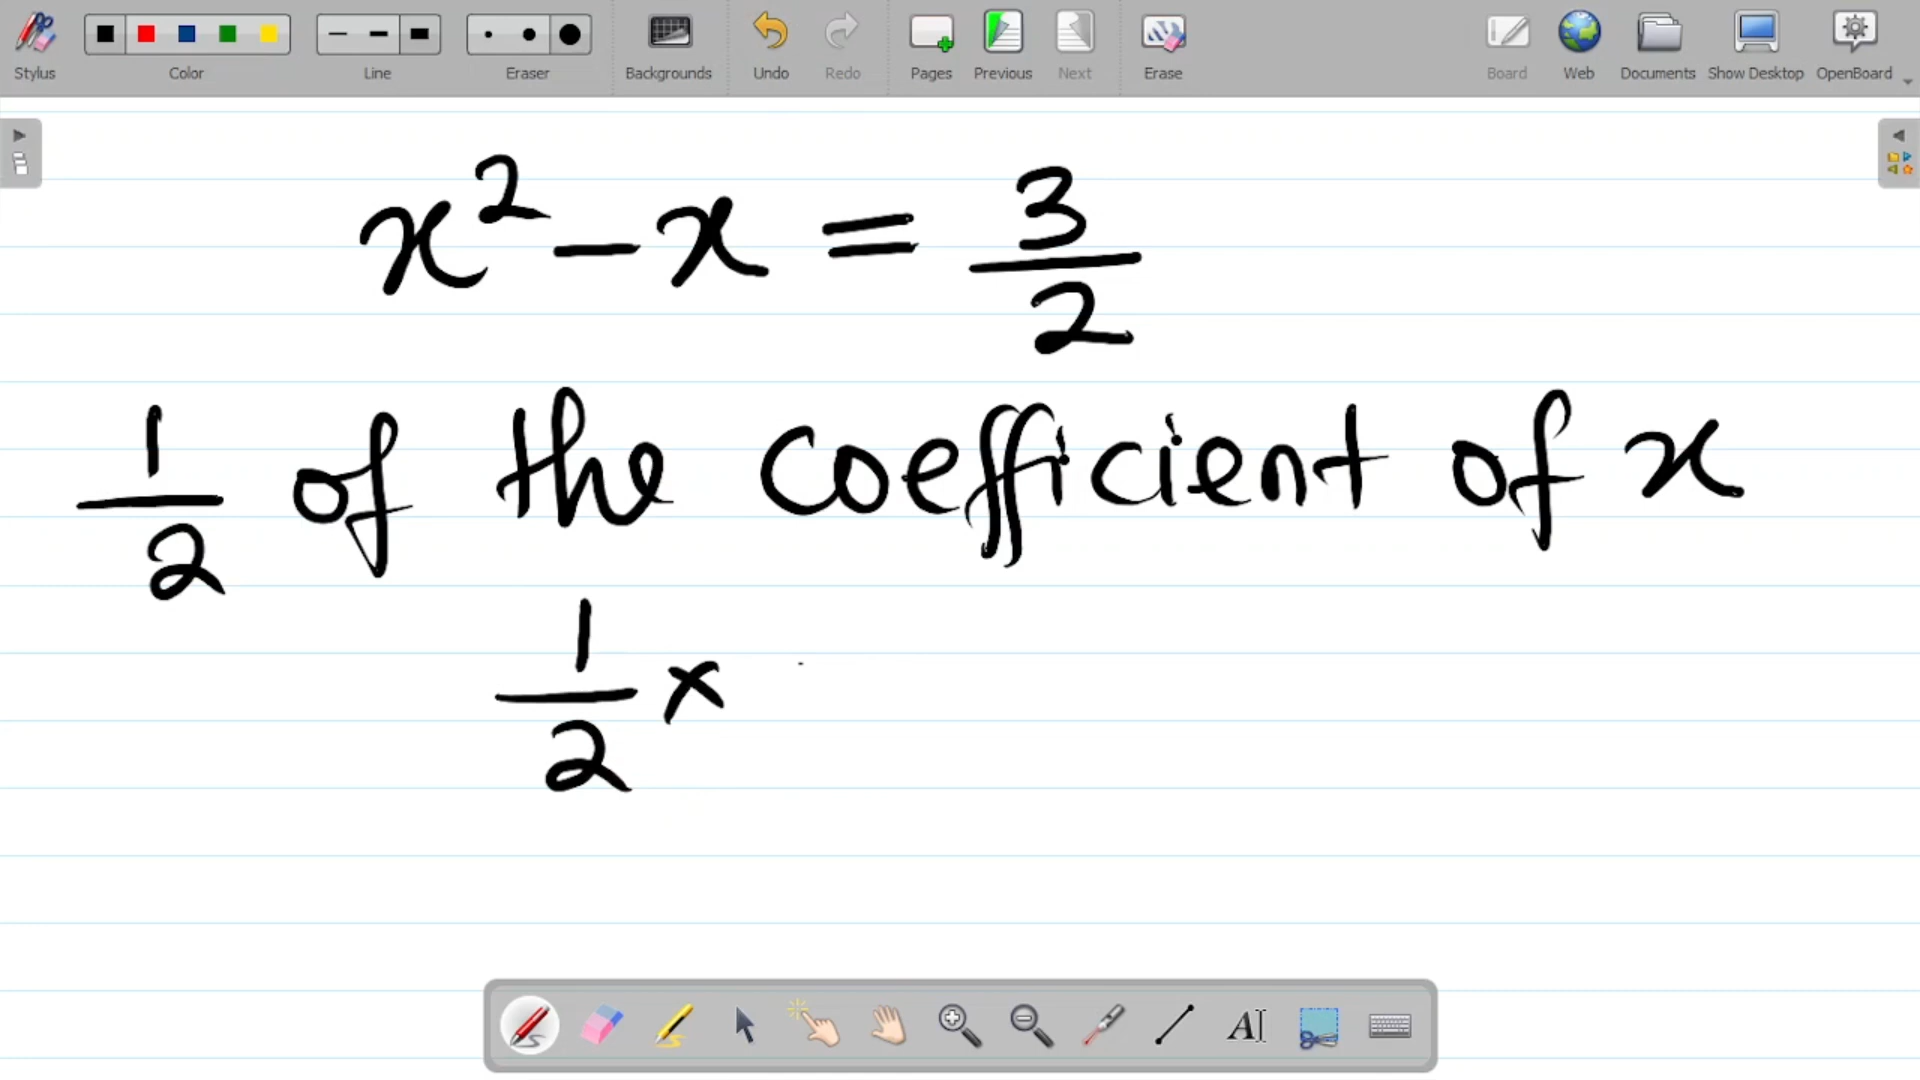 Stylus Color Line Eraser Backgrounds Undo Redo Pages Previous Next Erase Board Web Documents Show Desktop OpenBoard
x² - x = 3/2
1/2 of the coefficient of x
1/2 ×